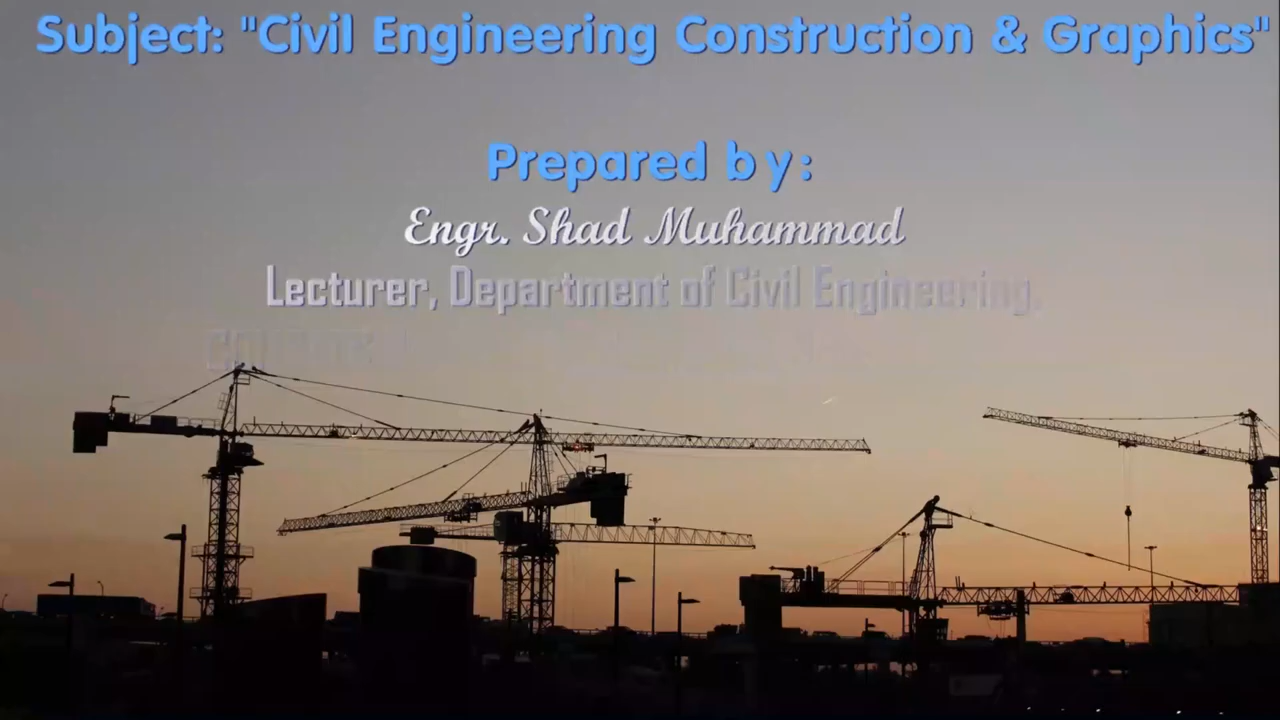 Subject: "Civil Engineering Construction & Graphics"
Prepared by:
Engr. Shad Muhammad
Lecturer, Department of Civil Engineering,